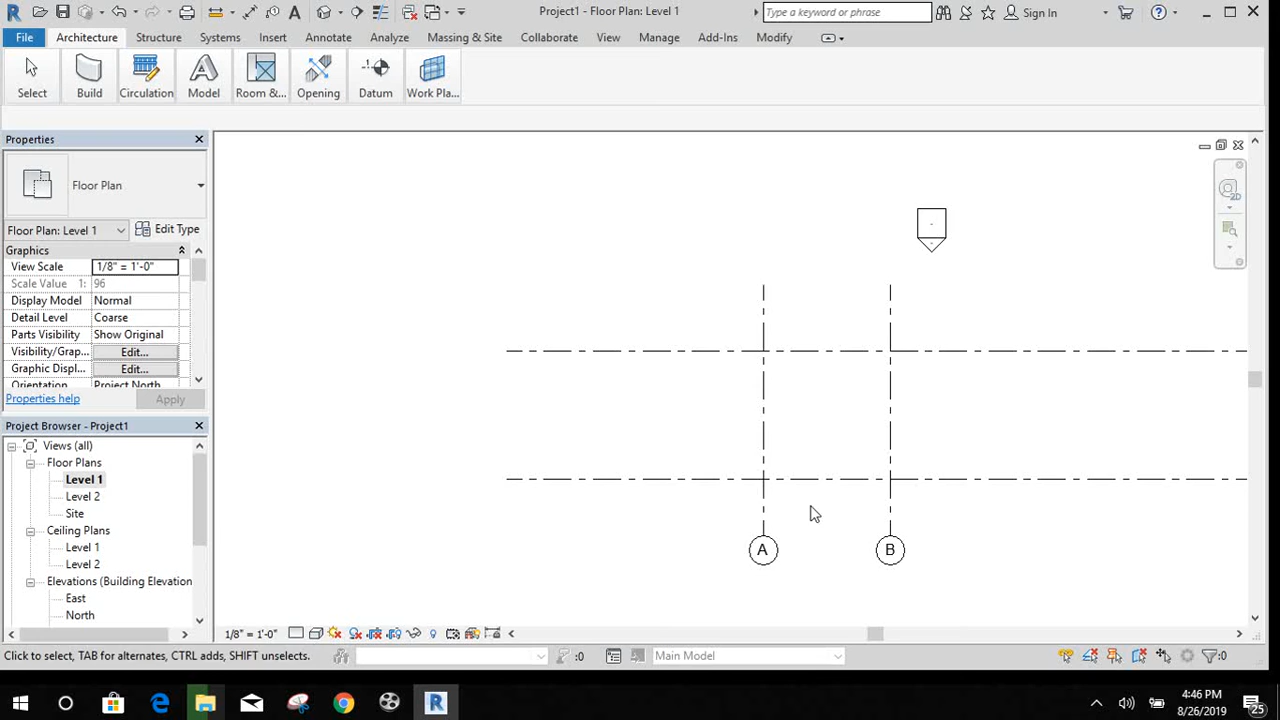 Project1 - Floor Plan: Level 1
Type a keyword or phrase
Sign In
File Architecture Structure Systems Insert Annotate Analyze Massing & Site Collaborate View Manage Add-Ins Modify
Select Build Circulation Model Room &... Opening Datum Work Pla...
Properties
Floor Plan
Floor Plan: Level 1
Edit Type
Graphics
View Scale 1/8" = 1'-0"
Scale Value 1: 96
Display Model Normal
Detail Level Coarse
Parts Visibility Show Original
Visibility/Grap... Edit...
Graphic Displ... Edit...
Orientation Project North
Properties help
Apply
Project Browser - Project1
Views (all)
Floor Plans
Level 1
Level 2
Site
Ceiling Plans
Level 1
Level 2
Elevations (Building Elevation
East
North
2D
A B
1/8" = 1'-0"
Click to select, TAB for alternates, CTRL adds, SHIFT unselects.
:0
Main Model
:0
4:46 PM
8/26/2019
25